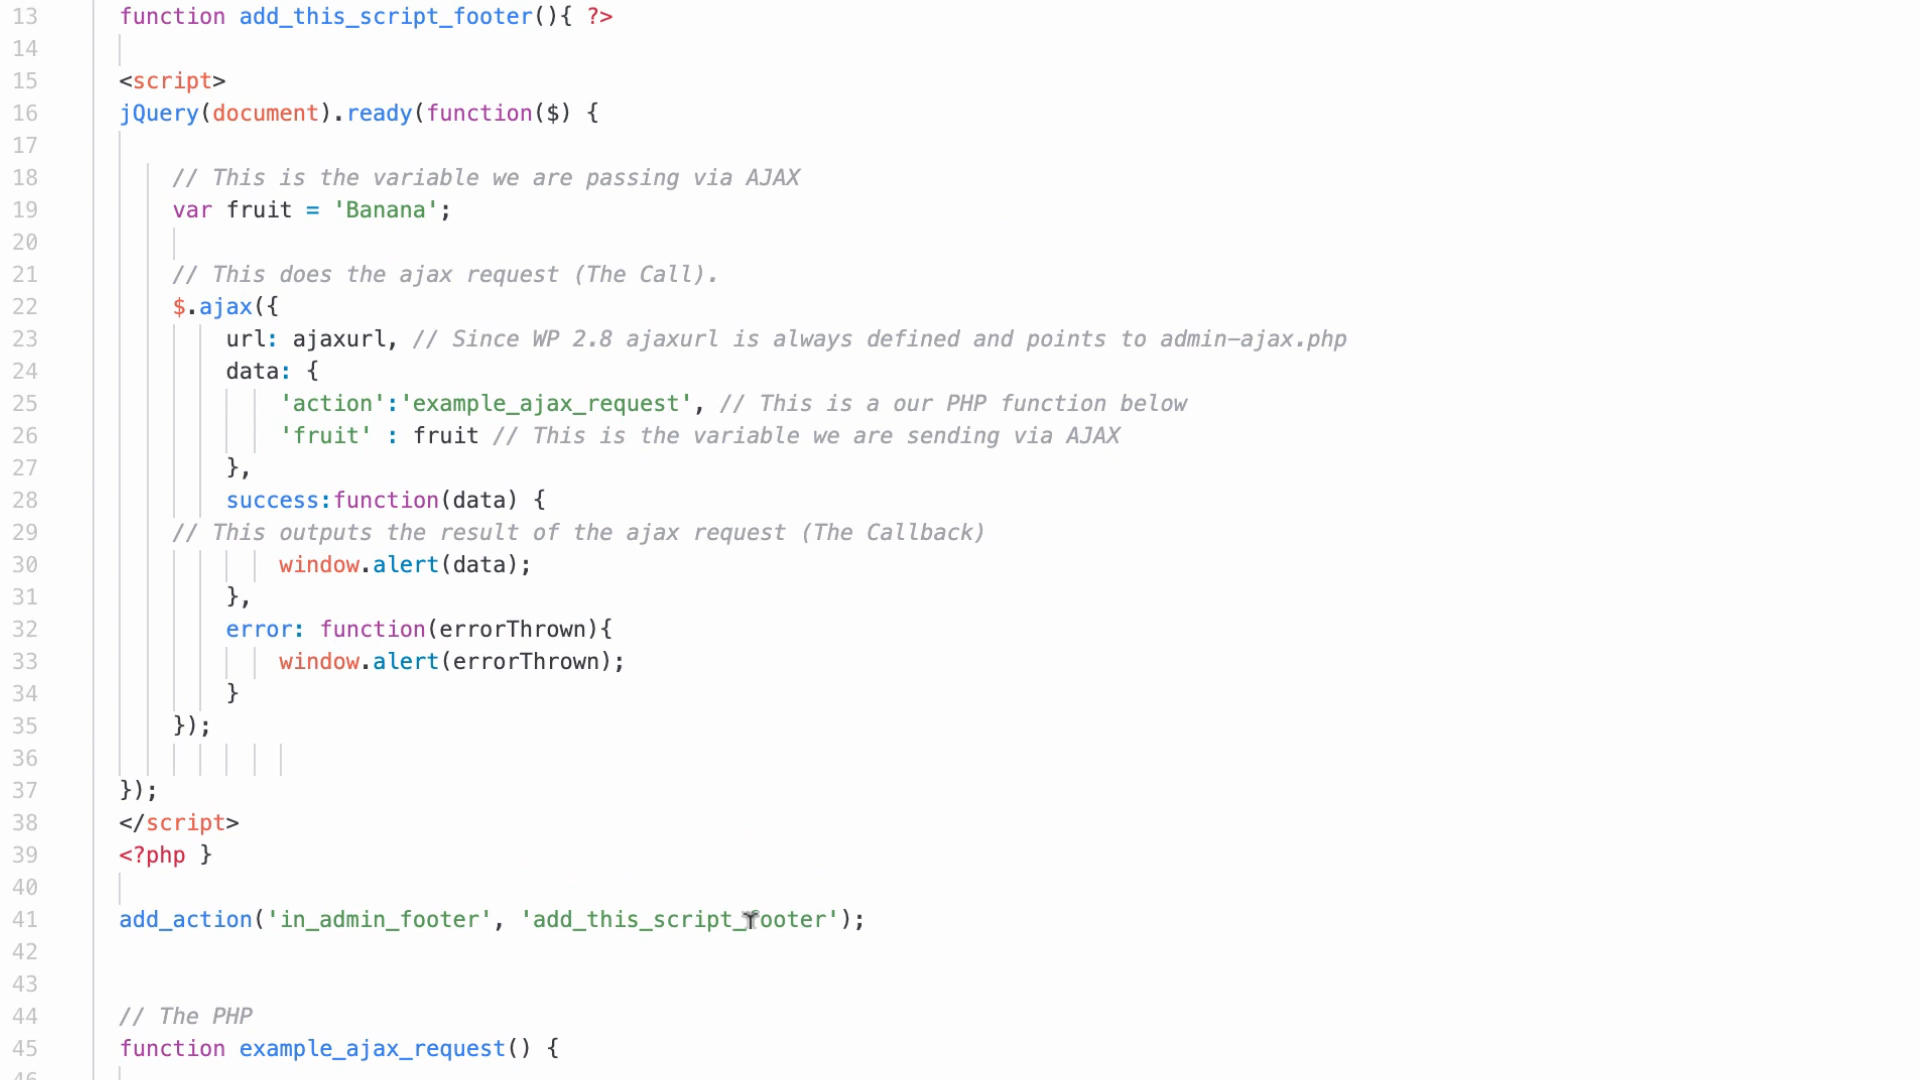 13 function add_this_script_footer(){ ?>
14
15 <script>
16 jQuery(document).ready(function($) {
17
18 // This is the variable we are passing via AJAX
19 var fruit = 'Banana';
20
21 // This does the ajax request (The Call).
22 $.ajax({
23 url: ajaxurl, // Since WP 2.8 ajaxurl is always defined and points to admin-ajax.php
24 data: {
25 'action':'example_ajax_request', // This is a our PHP function below
26 'fruit' : fruit // This is the variable we are sending via AJAX
27 },
28 success:function(data) {
29 // This outputs the result of the ajax request (The Callback)
30 window.alert(data);
31 },
32 error: function(errorThrown){
33 window.alert(errorThrown);
34 }
35 });
36
37 });
38 </script>
39 <?php }
40
41 add_action('in_admin_footer', 'add_this_script_footer');
42
43
44 // The PHP
45 function example_ajax_request() {
46